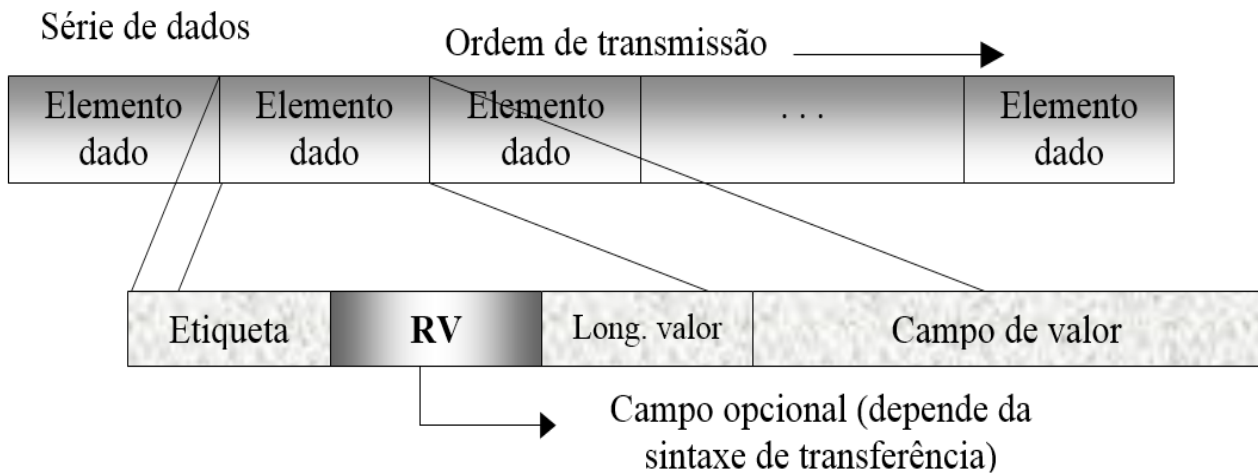 Série de dados
Ordem de transmissão
Elemento
dado
Elemento
dado
Elemento
dado
. . .
Elemento
dado
Etiqueta
RV
Long. valor
Campo de valor
Campo opcional (depende da
sintaxe de transferência)